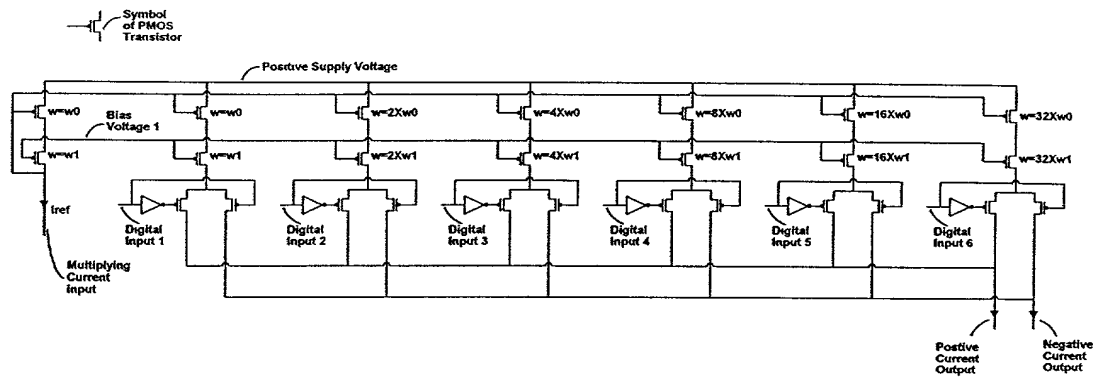 Symbol
of PMOS
Transistor
Positive Supply Voltage
w=w0
w=w0
w=2Xw0
w=4Xw0
w=8Xw0
w=16Xw0
w=32Xw0
Bias
Voltage 1
w=w1
w=w1
w=2Xw1
w=4Xw1
w=8Xw1
w=16Xw1
w=32Xw1
Iref
Digital
Input 1
Digital
Input 2
Digital
Input 3
Digital
Input 4
Digital
Input 5
Digital
Input 6
Multiplying
Current
Input
Postive
Current
Output
Negative
Current
Output